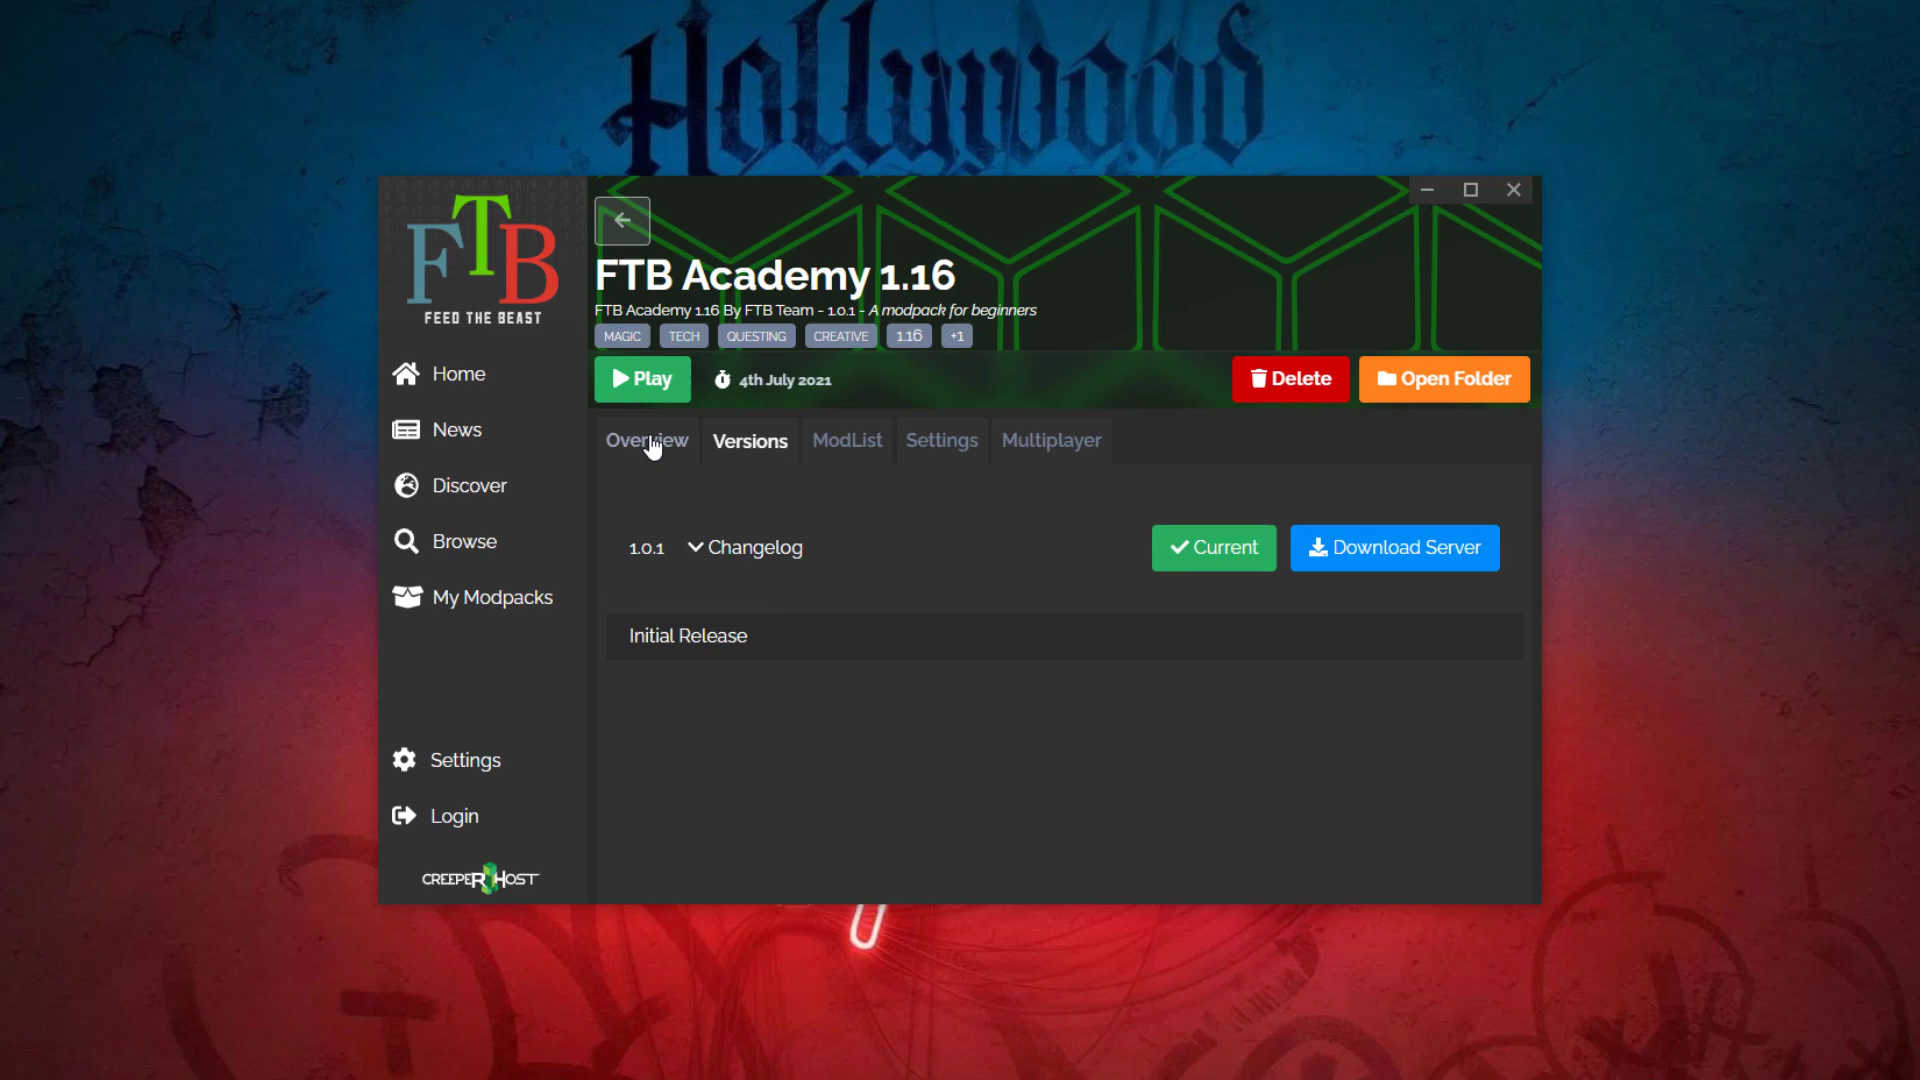 Hollywood
FTB
FEED THE BEAST
Home
News
Discover
Browse
My Modpacks
Settings
Login
CREEPERHOST
FTB Academy 1.16
FTB Academy 1.16 By FTB Team - 1.0.1 - A modpack for beginners
MAGIC TECH QUESTING CREATIVE 1.16 +1
Play 4th July 2021 Delete Open Folder
Overview Versions ModList Settings Multiplayer
1.0.1 Changelog Current Download Server
Initial Release